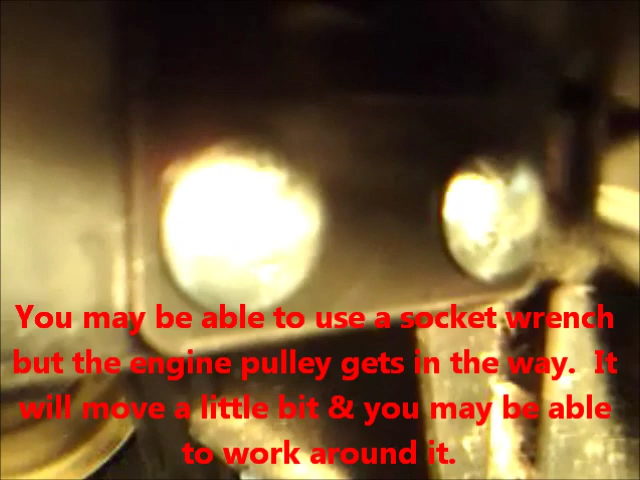 You may be able to use a socket wrench
but the engine pulley gets in the way.  It
will move a little bit & you may be able
to work around it.